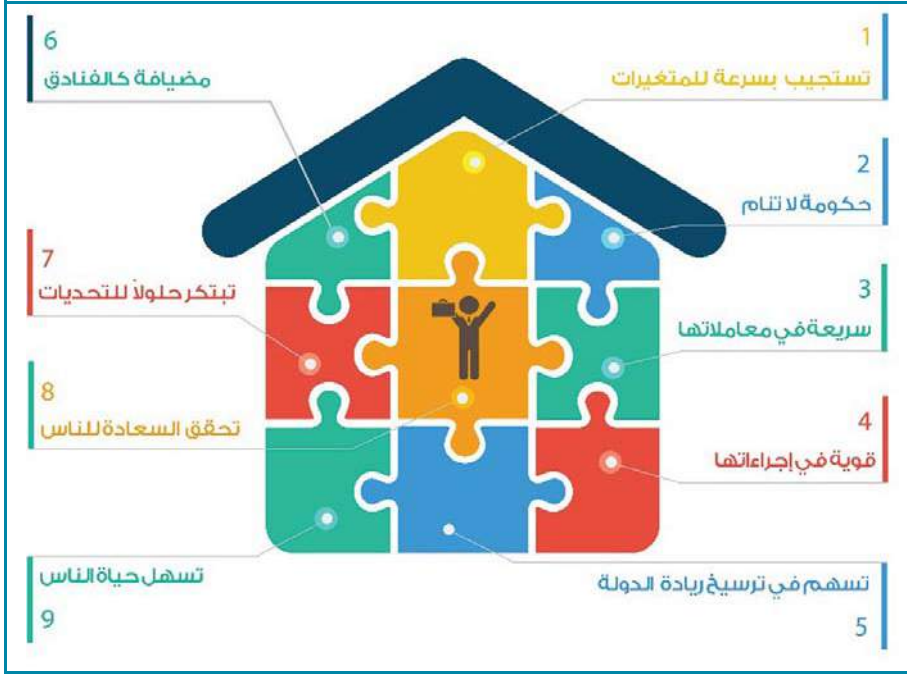 1
تستجيب بسرعة للمتغيرات
2
حكومة لا تنام
3
سريعة في معاملاتها
4
قوية في إجراءاتها
تسهم في ترسيخ ريادة الدولة
5
6
مضيافة كالفنادق
7
تبتكر حلولاً للتحديات
8
تحقق السعادة للناس
تسهل حياة الناس
9